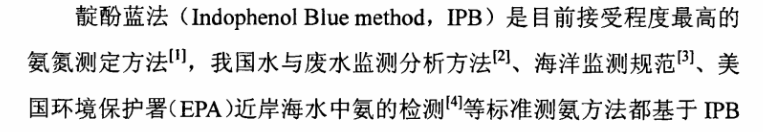 靛酚蓝法（Indophenol Blue method，IPB）是目前接受程度最高的
氨氮测定方法[1]，我国水与废水监测分析方法[2]、海洋监测规范[3]、美
国环境保护署（EPA）近岸海水中氨的检测[4]等标准测氨方法都基于 IPB